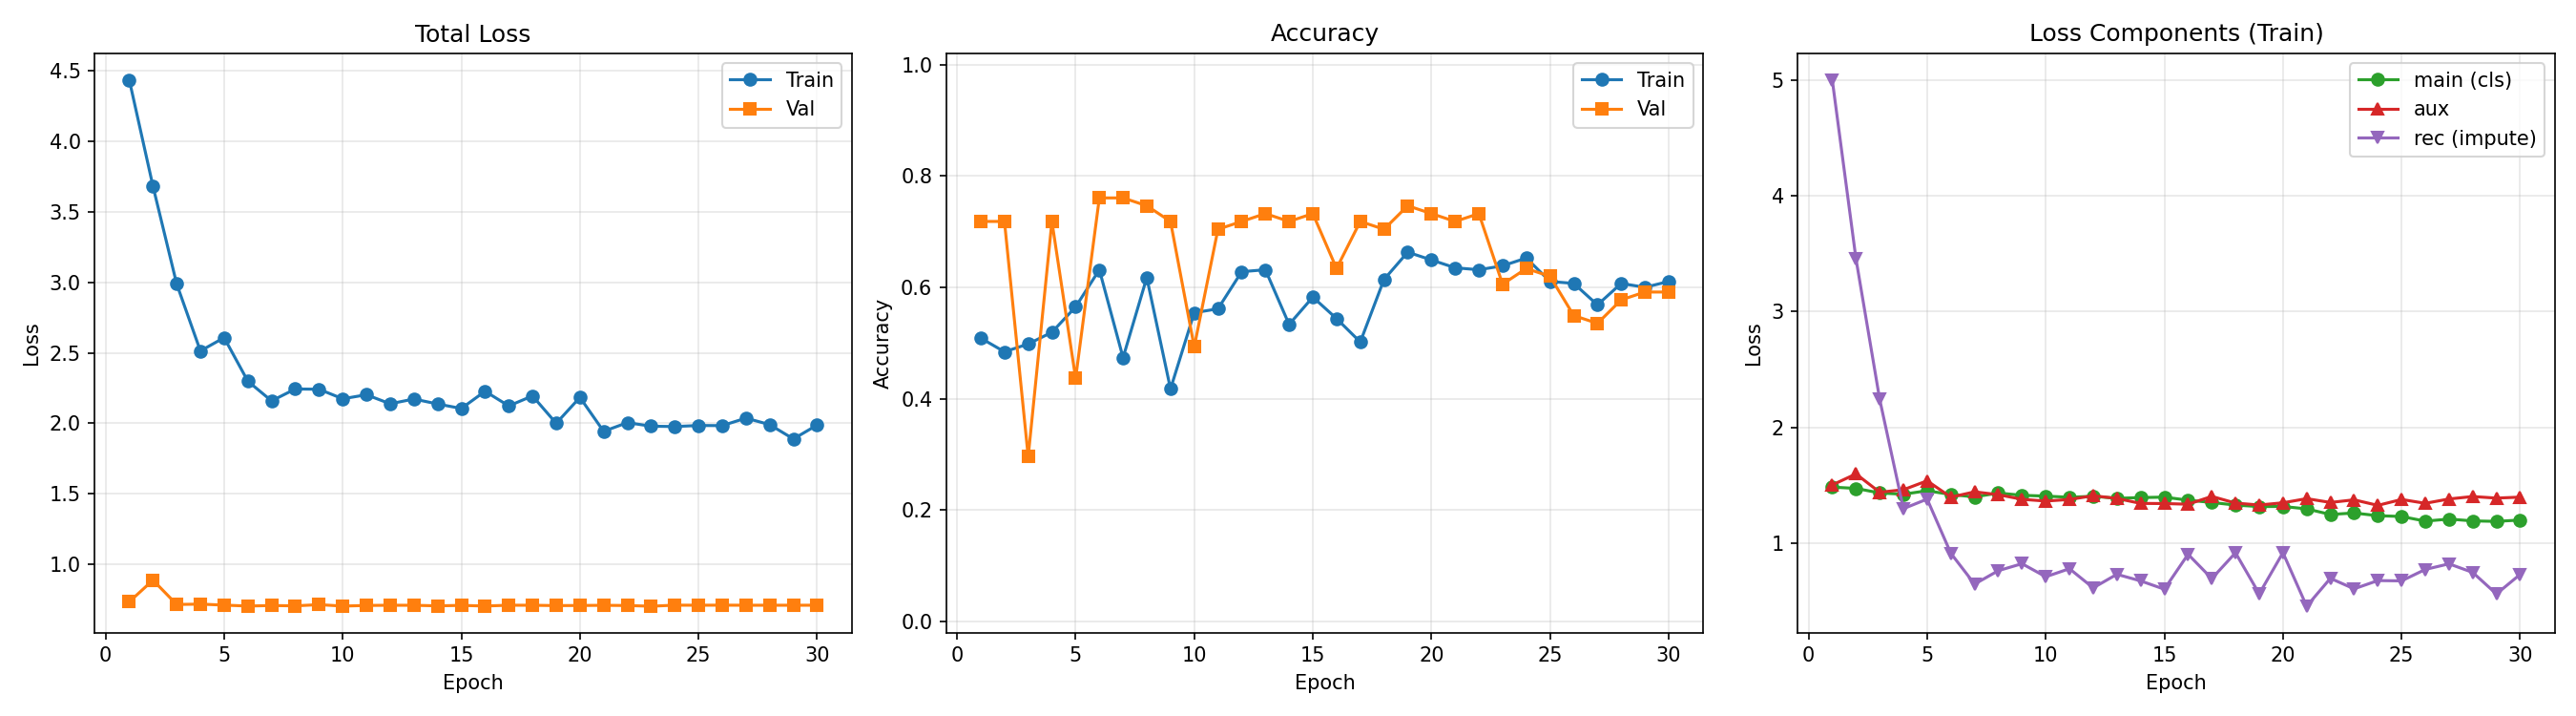 Total Loss
4.5
4.0
3.5
3.0
2.5
2.0
1.5
1.0
Loss
0 5 10 15 20 25 30
Epoch
Train
Val
Accuracy
1.0
0.8
0.6
0.4
0.2
0.0
Accuracy
0 5 10 15 20 25 30
Epoch
Train
Val
Loss Components (Train)
5
4
3
2
1
Loss
0 5 10 15 20 25 30
Epoch
main (cls)
aux
rec (impute)